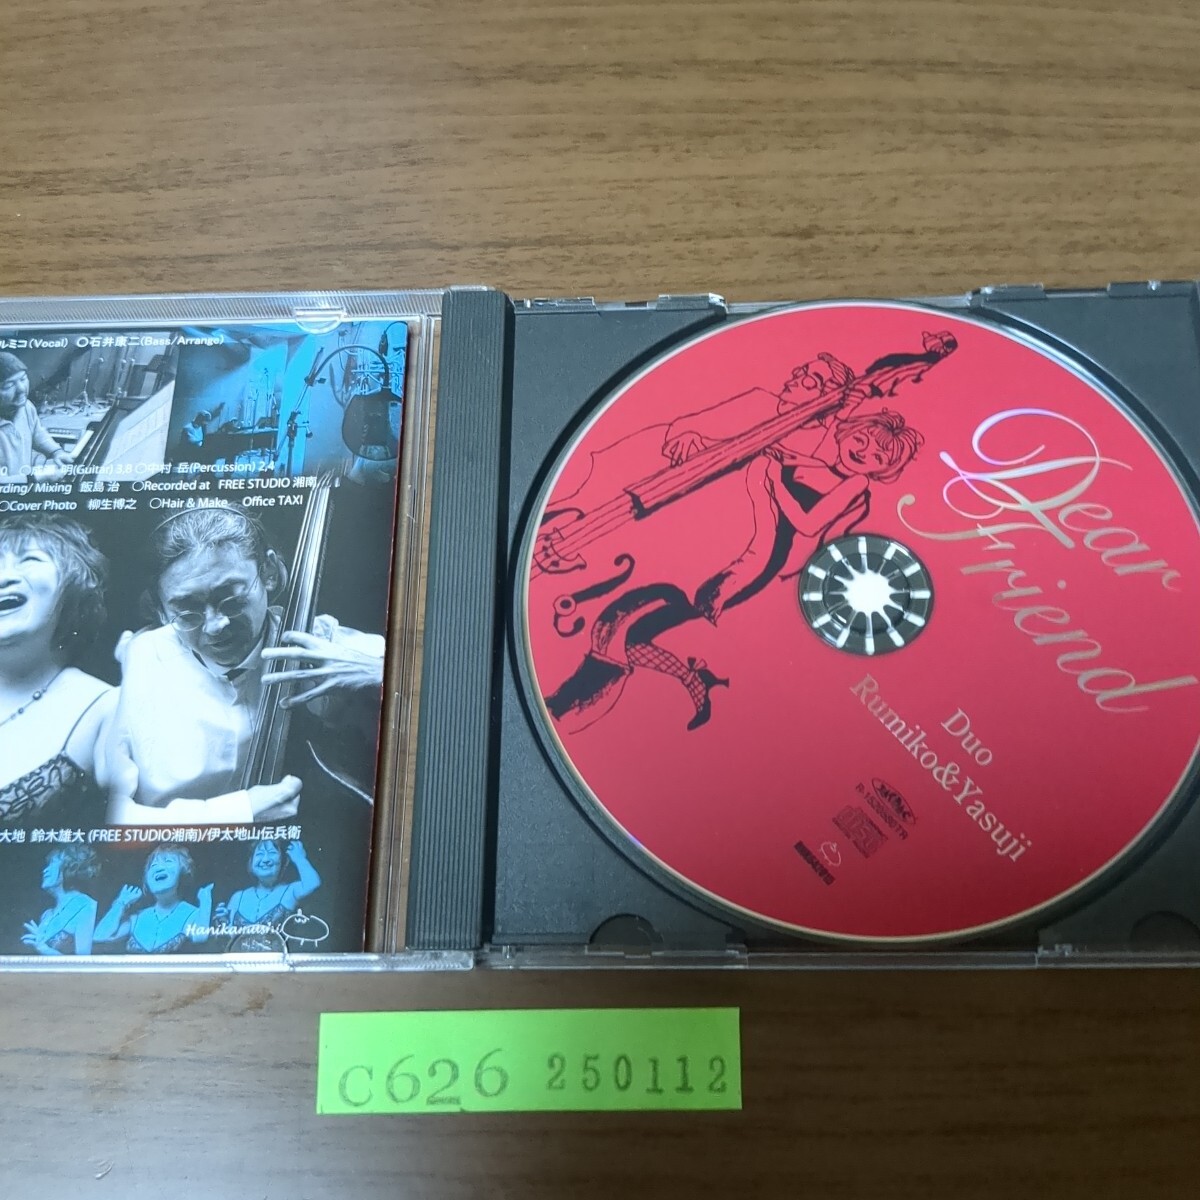 ルミコ(Vocal) ○石井康二(Bass/Arrange)
明(Guitar) 3,8 ○中村 岳(Percussion) 2,4
rding/ Mixing 飯島 治 ○Recorded at FREE STUDIO 湘南
○Cover Photo 柳生博之 ○Hair & Make Office TAXI
大地 鈴木雄大 (FREE STUDIO湘南)/伊太地山伝兵衛
Hanikamushi
Dear
Friend
Duo
Rumiko&Yasuji
C626 250112